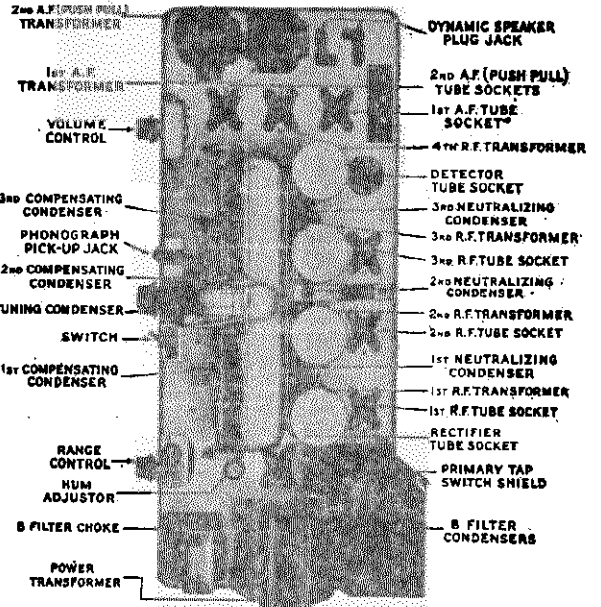 2ND A.F. (PUSH PULL)
TRANSFORMER
1ST A.F.
TRANSFORMER
VOLUME
CONTROL
3RD COMPENSATING
CONDENSER
PHONOGRAPH
PICK-UP JACK
2ND COMPENSATING
CONDENSER
TUNING CONDENSER
SWITCH
1ST COMPENSATING
CONDENSER
RANGE
CONTROL
HUM
ADJUSTOR
B FILTER CHOKE
POWER
TRANSFORMER
DYNAMIC SPEAKER
PLUG JACK
2ND A.F. (PUSH PULL)
TUBE SOCKETS
1ST A.F. TUBE
SOCKET
4TH R.F. TRANSFORMER
DETECTOR
TUBE SOCKET
3RD NEUTRALIZING
CONDENSER
3RD R.F. TRANSFORMER
3RD R.F. TUBE SOCKET
2ND NEUTRALIZING
CONDENSER
2ND R.F. TRANSFORMER
2ND R.F. TUBE SOCKET
1ST NEUTRALIZING
CONDENSER
1ST R.F. TRANSFORMER
1ST R.F. TUBE SOCKET
RECTIFIER
TUBE SOCKET
PRIMARY TAP
SWITCH SHIELD
B FILTER
CONDENSERS